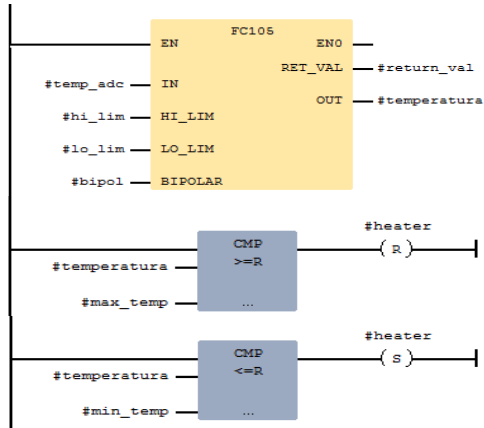 FC105
EN ENO
RET_VAL #return_val
#temp_adc IN
OUT #temperatura
#hi_lim HI_LIM
#lo_lim LO_LIM
#bipol BIPOLAR
#heater
CMP
>=R
( R )
#temperatura
#max_temp ...
#heater
CMP
<=R
( S )
#temperatura
#min_temp ...